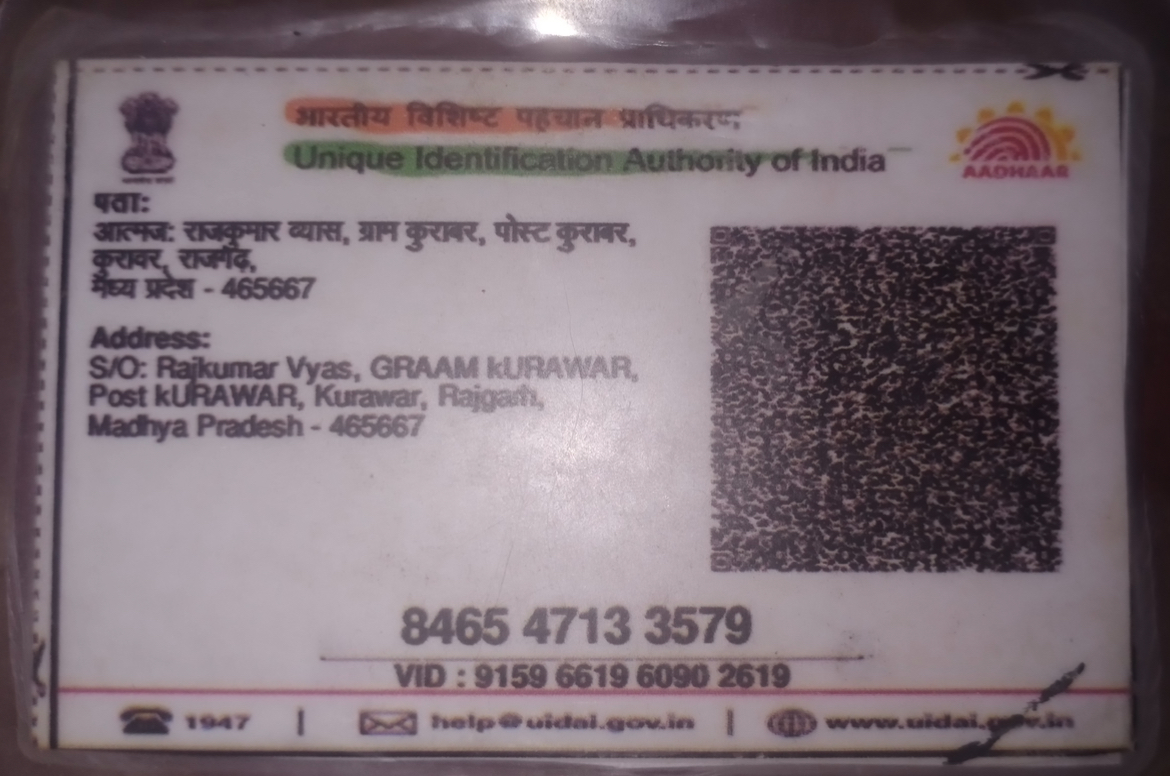 भारतीय विशिष्ट पहचान प्राधिकरण
Unique Identification Authority of India
AADHAAR
पता:
आत्मज: राजकुमार व्यास, ग्राम कुरावर, पोस्ट कुरावर,
कुरावर, राजगढ़,
मध्य प्रदेश - 465667
Address:
S/O: Rajkumar Vyas, GRAAM kURAWAR,
Post kURAWAR, Kurawar, Rajgarh,
Madhya Pradesh - 465667
8465 4713 3579
VID : 9159 6619 6090 2619
1947 | help@uidai.gov.in | www.uidai.gov.in